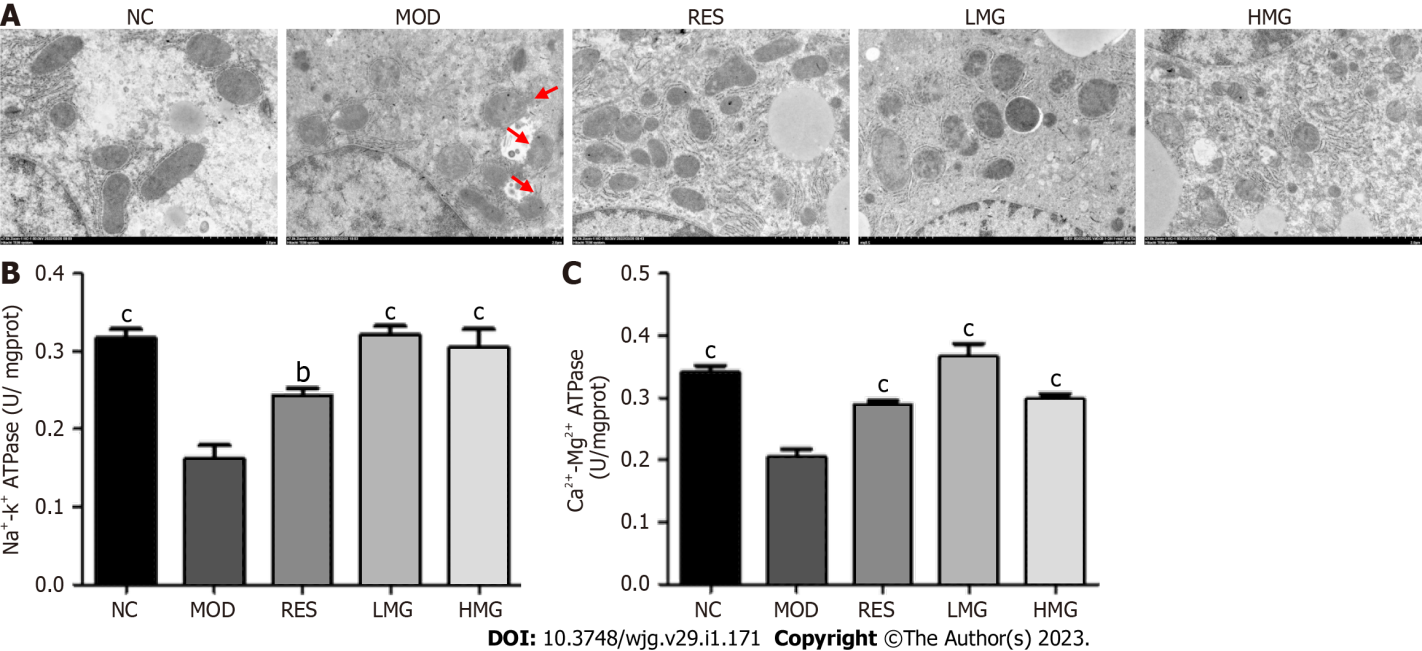 A
NC MOD RES LMG HMG
B
Na⁺-k⁺ ATPase (U/ mgprot)
0.4
0.3
0.2
0.1
0.0
c
b
c
c
NC MOD RES LMG HMG
C
Ca²⁺-Mg²⁺ ATPase
(U/mgprot)
0.5
0.4
0.3
0.2
0.1
0.0
c
c
c
c
NC MOD RES LMG HMG
DOI: 10.3748/wjg.v29.i1.171 Copyright ©The Author(s) 2023.